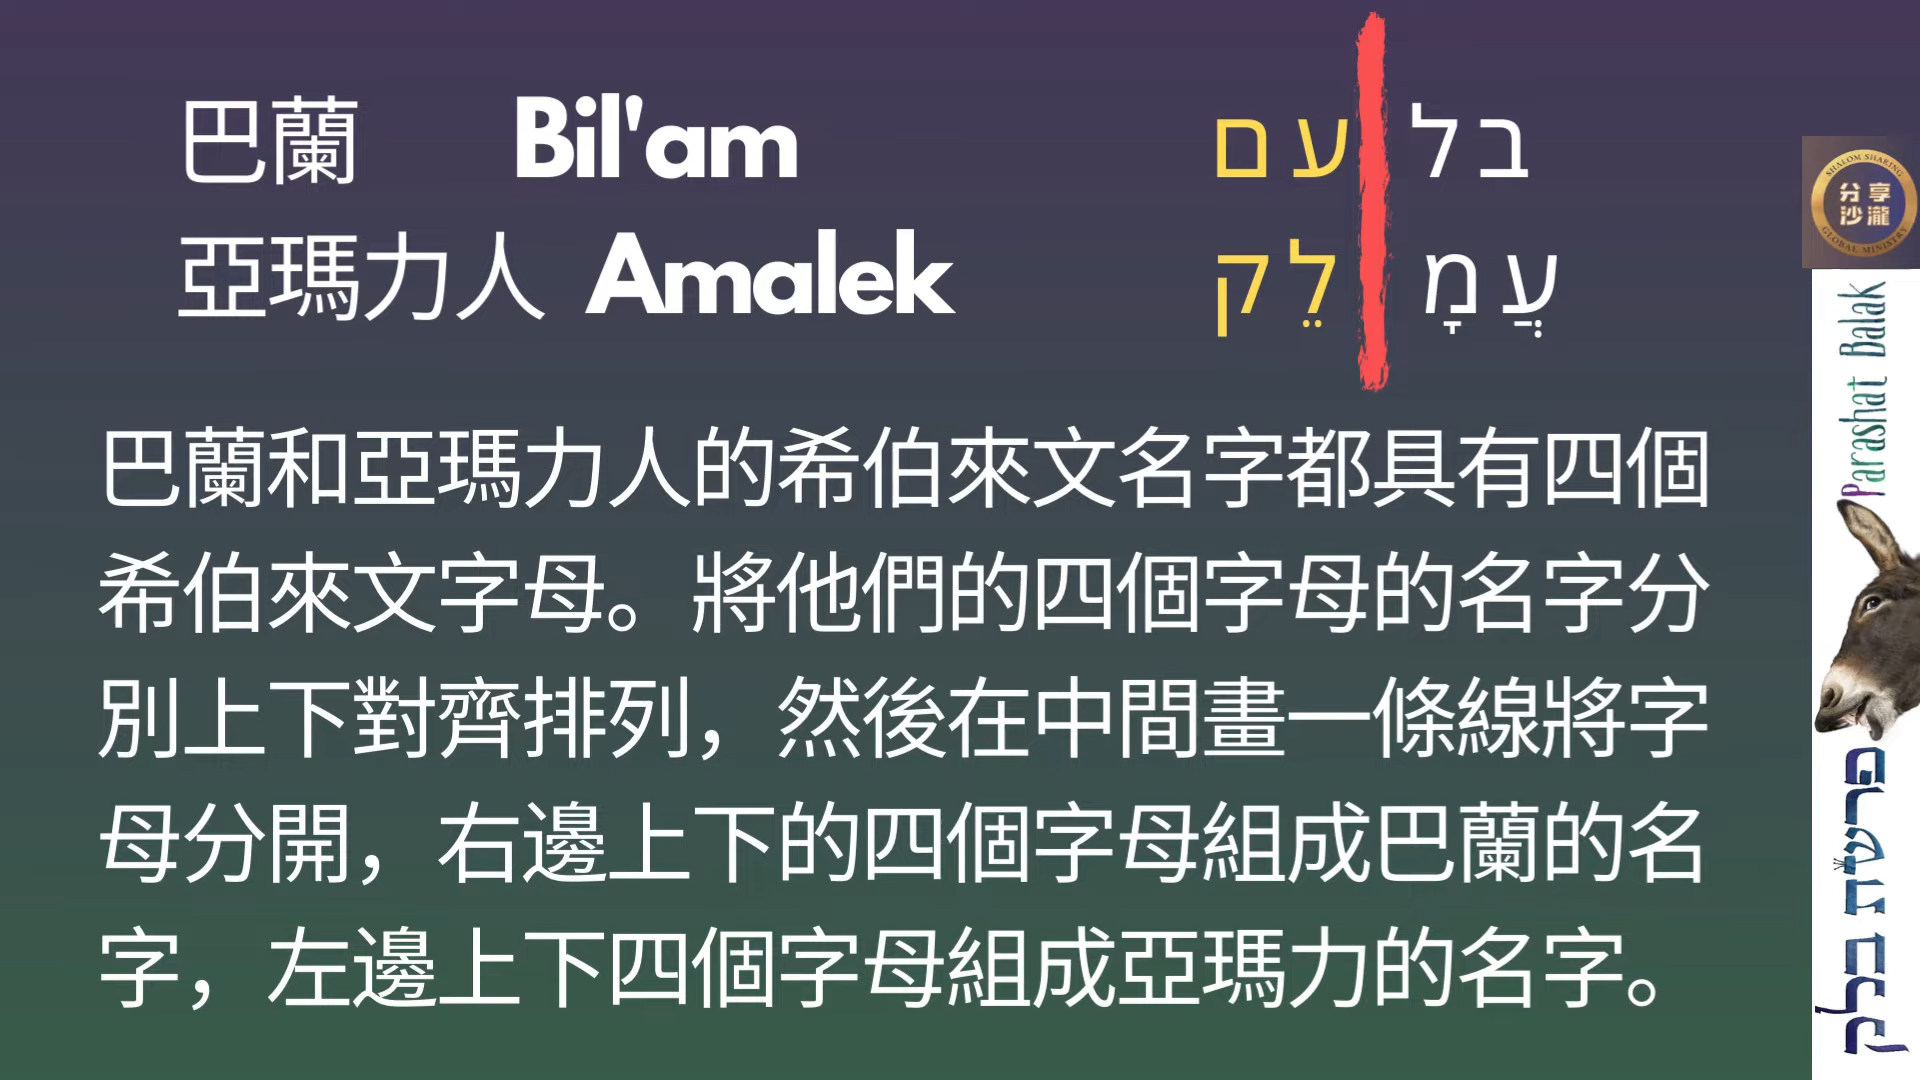 巴蘭 Bil'am בלעם
亞瑪力人 Amalek עֲמָלֵק
巴蘭和亞瑪力人的希伯來文名字都具有四個
希伯來文字母。將他們的四個字母的名字分
別上下對齊排列，然後在中間畫一條線將字
母分開，右邊上下的四個字母組成巴蘭的名
字，左邊上下四個字母組成亞瑪力的名字。
SHALOM SHARING
分享
沙瀧
GLOBAL MINISTRY
Parashat Balak
פרשת בלק